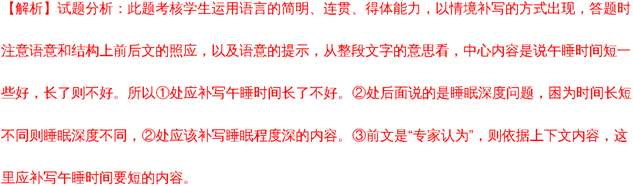 【解析】试题分析：此题考核学生运用语言的简明、连贯、得体能力，以情境补写的方式出现，答题时
注意语意和结构上前后文的照应，以及语意的提示，从整段文字的意思看，中心内容是说午睡时间短一
些好，长了则不好。所以①处应补写午睡时间长了不好。②处后面说的是睡眠深度问题，困为时间长短
不同则睡眠深度不同，②处应该补写睡眠程度深的内容。③前文是“专家认为”，则依据上下文内容，这
里应补写午睡时间要短的内容。